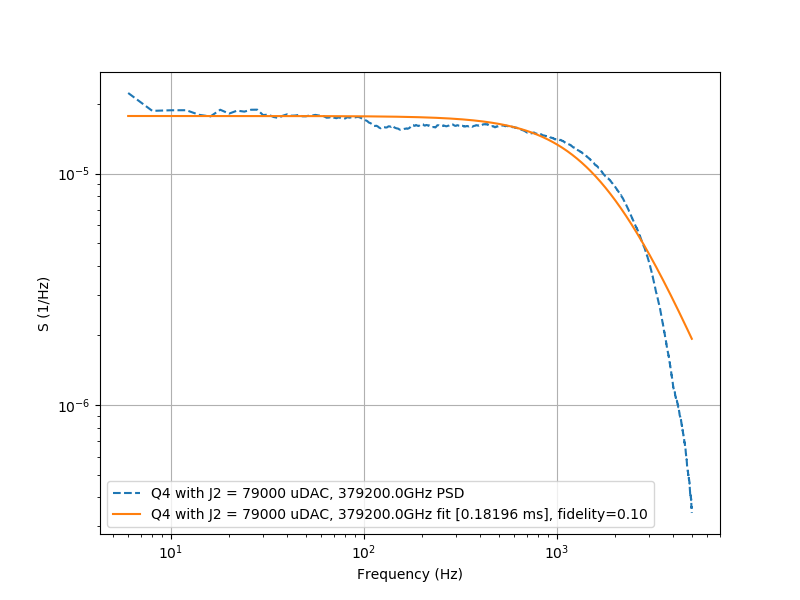 10⁻⁵
10⁻⁶
S (1/Hz)
Q4 with J2 = 79000 uDAC, 379200.0GHz PSD
Q4 with J2 = 79000 uDAC, 379200.0GHz fit [0.18196 ms], fidelity=0.10
10¹ 10² 10³
Frequency (Hz)